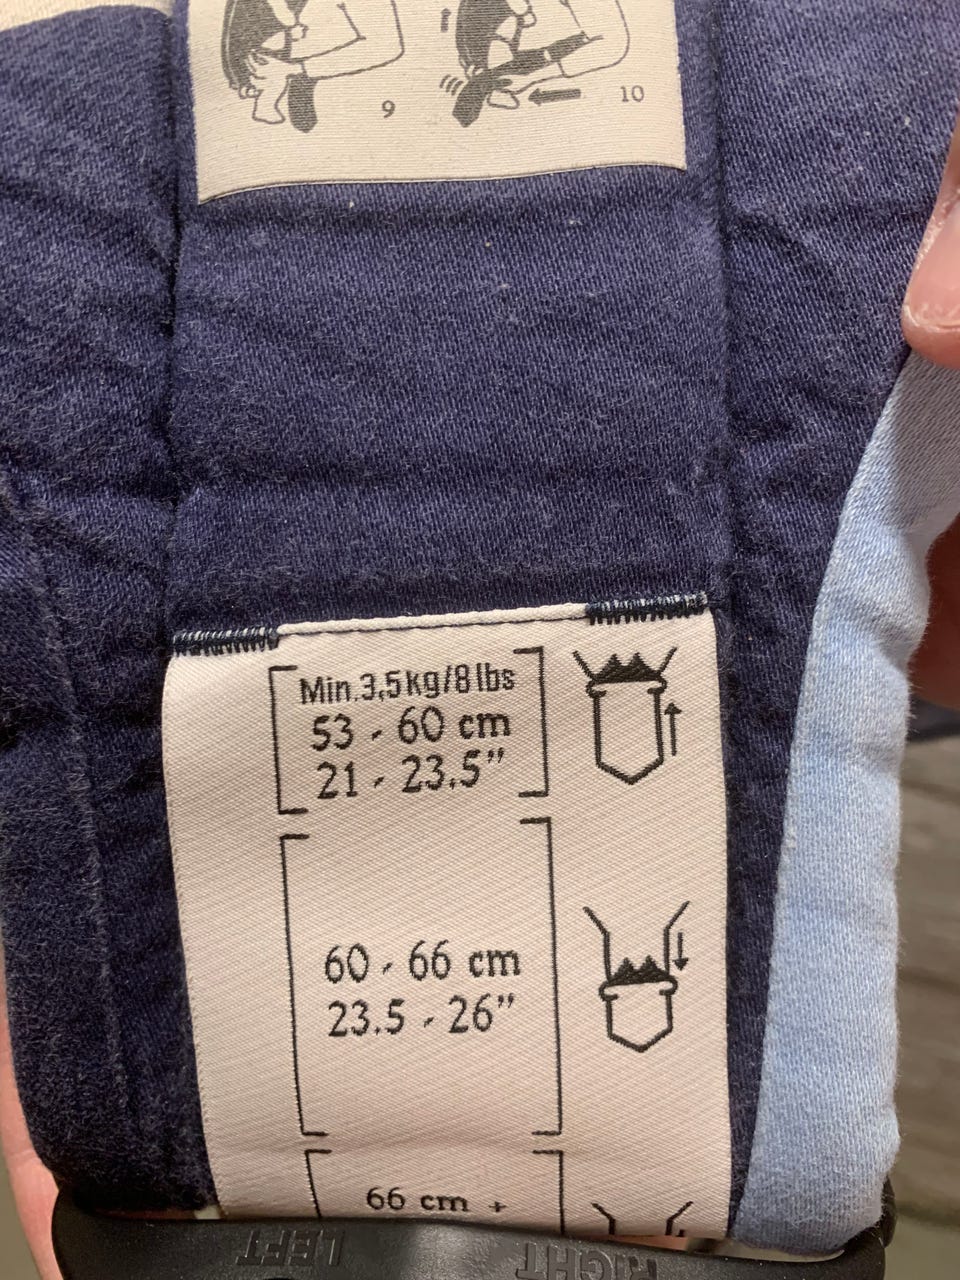 9
10
Min.3,5kg/8lbs
53 - 60 cm
21 - 23.5”
60 - 66 cm
23.5 - 26”
66 cm +
LEFT
RIGHT